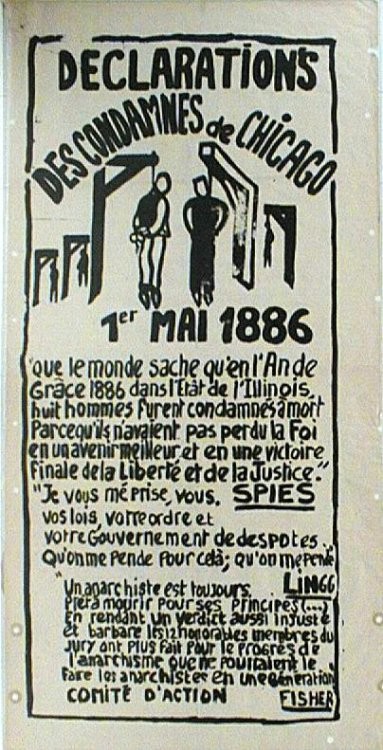 DECLARATIONS
DES CONDAMNES de CHICAGO
1er MAI 1886
"que le monde sache qu'en l'An de
Grâce 1886 dans l'Etat de l'Illinois,
huit hommes furent condamnés à mort
Parcequ'ils n'avaient pas perdu la Foi
en un avenir meilleur et en une victoire
Finale de la Liberté et de la Justice."
"Je vous méprise, vous, SPIES
vos lois, votre ordre et
votre Gouvernement de despotes..
Qu'on me Pende Pour celà; qu'on me Pende"
LINGG
"Un anarchiste est toujours
Prêt à mourir pour ses Principes (...)
En rendant un verdict aussi injuste
et barbare les 12 honorables membres du
jury ont plus fait Pour le Progrès de
l'anarchisme que ne Pourraient le
Faire les anarchistes en une Génération
COMITÉ D'ACTION FISHER